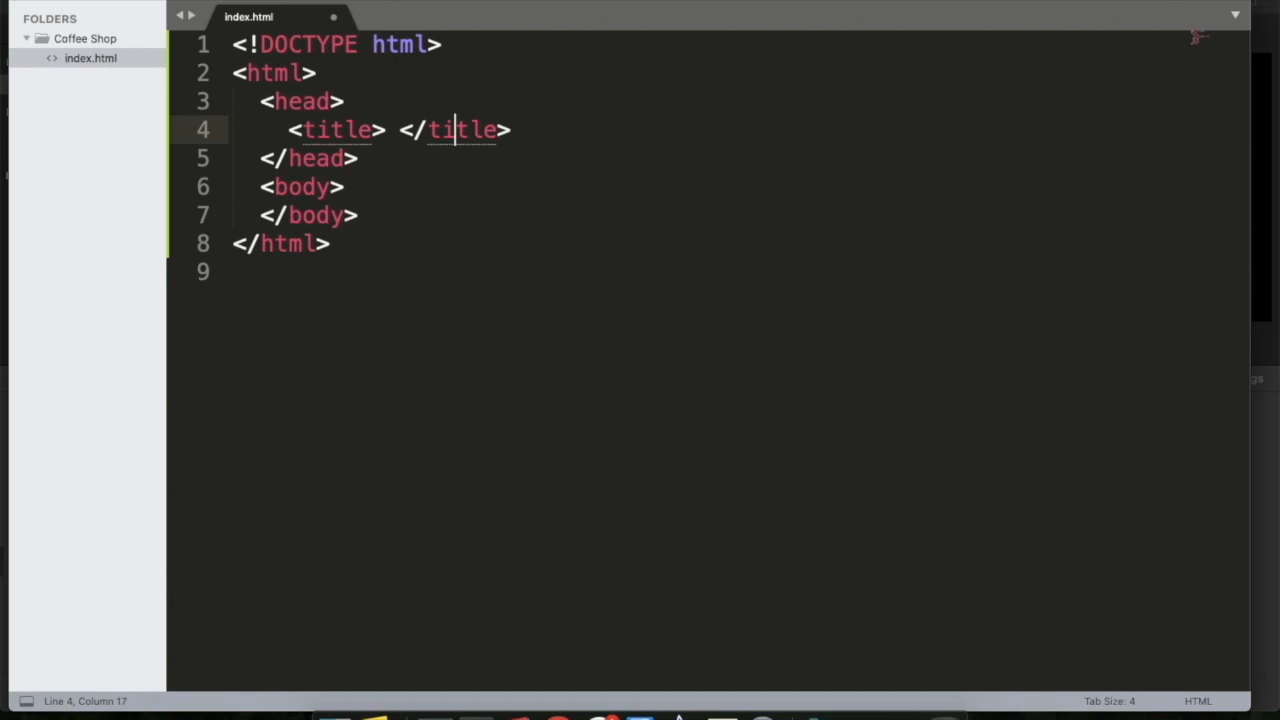 FOLDERS
Coffee Shop
<> index.html
index.html
1 <!DOCTYPE html>
2 <html>
3 <head>
4 <title> </title>
5 </head>
6 <body>
7 </body>
8 </html>
9
gs
Line 4, Column 17
Tab Size: 4
HTML